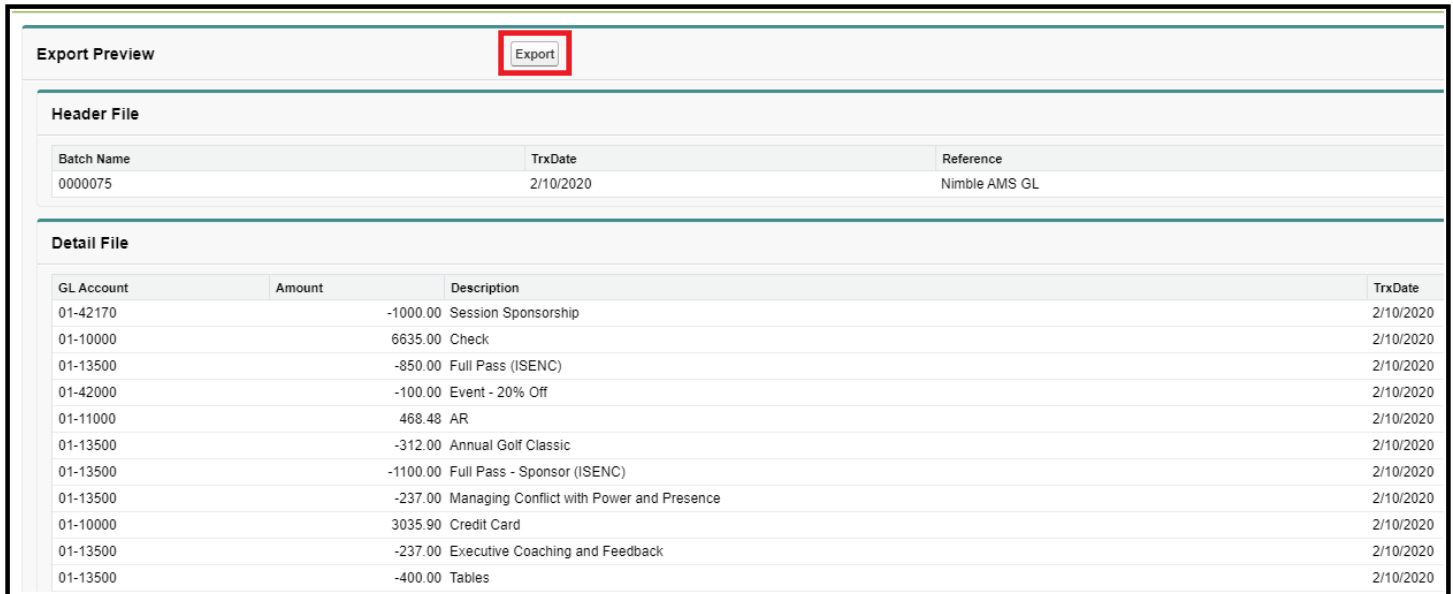 Export Preview Export
Header File
Batch Name TrxDate Reference
0000075 2/10/2020 Nimble AMS GL
Detail File
GL Account Amount Description TrxDate
01-42170 -1000.00 Session Sponsorship 2/10/2020
01-10000 6635.00 Check 2/10/2020
01-13500 -850.00 Full Pass (ISENC) 2/10/2020
01-42000 -100.00 Event - 20% Off 2/10/2020
01-11000 468.48 AR 2/10/2020
01-13500 -312.00 Annual Golf Classic 2/10/2020
01-13500 -1100.00 Full Pass - Sponsor (ISENC) 2/10/2020
01-13500 -237.00 Managing Conflict with Power and Presence 2/10/2020
01-10000 3035.90 Credit Card 2/10/2020
01-13500 -237.00 Executive Coaching and Feedback 2/10/2020
01-13500 -400.00 Tables 2/10/2020